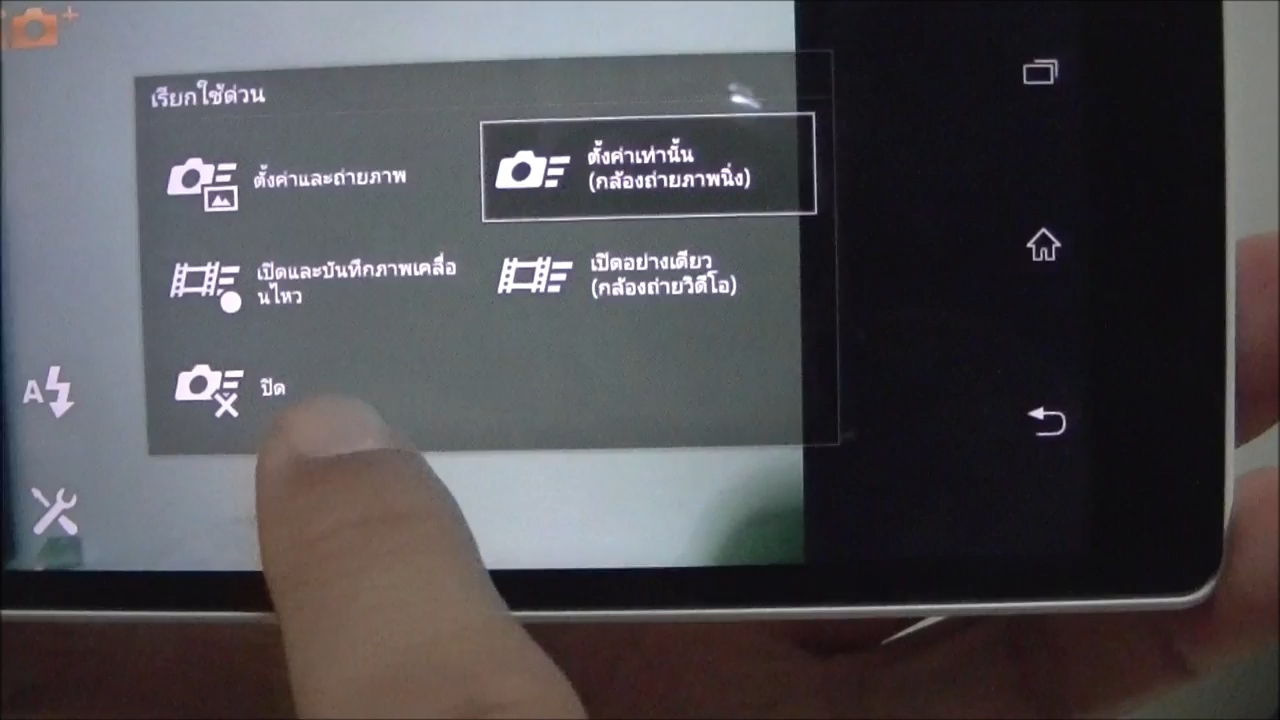 เรียกใช้ด่วน
ตั้งค่าและถ่ายภาพ
ตั้งค่าเท่านั้น
(กล้องถ่ายภาพนิ่ง)
เปิดและบันทึกภาพเคลื่อ
นไหว
เปิดอย่างเดียว
(กล้องถ่ายวิดีโอ)
ปิด
A